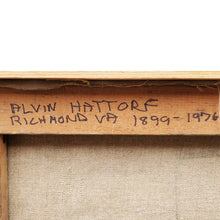 ALVIN HATTORF
RICHMOND VA 1899-1976